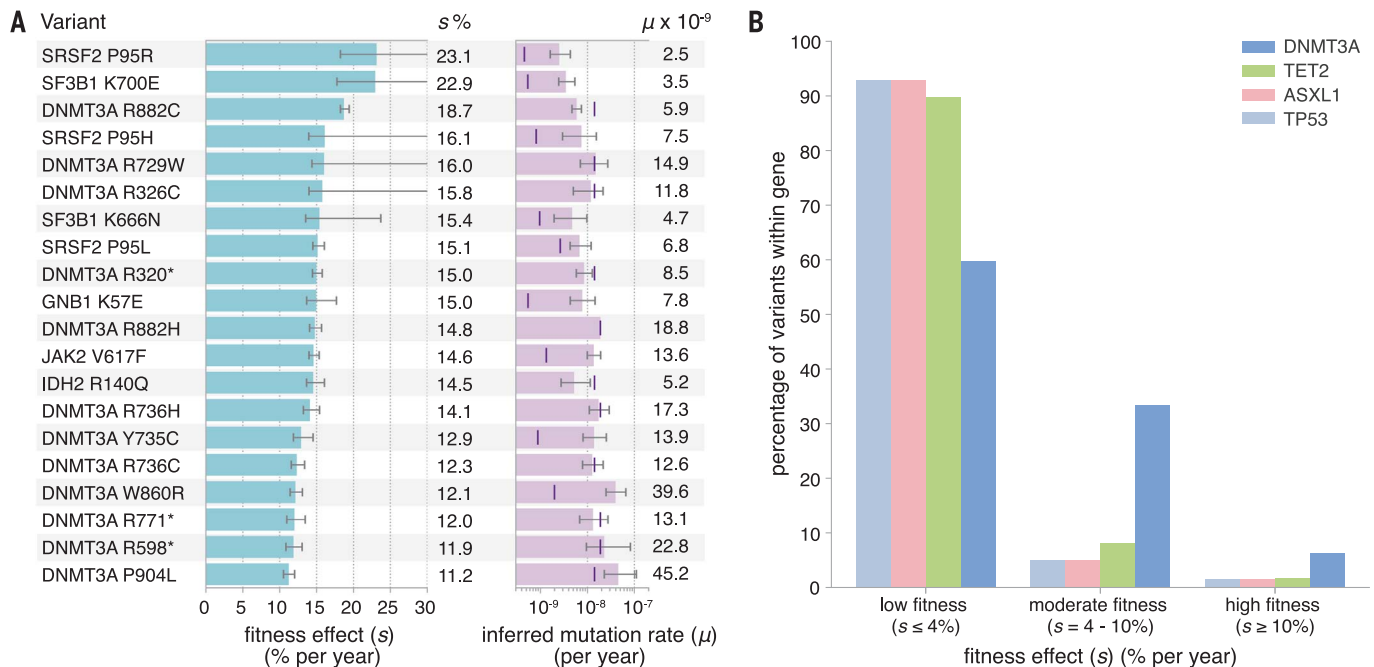 A
Variant
s %
μ x 10⁻⁹
SRSF2 P95R 23.1 2.5
SF3B1 K700E 22.9 3.5
DNMT3A R882C 18.7 5.9
SRSF2 P95H 16.1 7.5
DNMT3A R729W 16.0 14.9
DNMT3A R326C 15.8 11.8
SF3B1 K666N 15.4 4.7
SRSF2 P95L 15.1 6.8
DNMT3A R320* 15.0 8.5
GNB1 K57E 15.0 7.8
DNMT3A R882H 14.8 18.8
JAK2 V617F 14.6 13.6
IDH2 R140Q 14.5 5.2
DNMT3A R736H 14.1 17.3
DNMT3A Y735C 12.9 13.9
DNMT3A R736C 12.3 12.6
DNMT3A W860R 12.1 39.6
DNMT3A R771* 12.0 13.1
DNMT3A R598* 11.9 22.8
DNMT3A P904L 11.2 45.2
0 5 10 15 20 25 30
fitness effect (s)
(% per year)
10⁻⁹ 10⁻⁸ 10⁻⁷
inferred mutation rate (μ)
(per year)
B
percentage of variants within gene
100
90
80
70
60
50
40
30
20
10
0
DNMT3A
TET2
ASXL1
TP53
low fitness
(s ≤ 4%)
moderate fitness
(s = 4 - 10%)
high fitness
(s ≥ 10%)
fitness effect (s) (% per year)